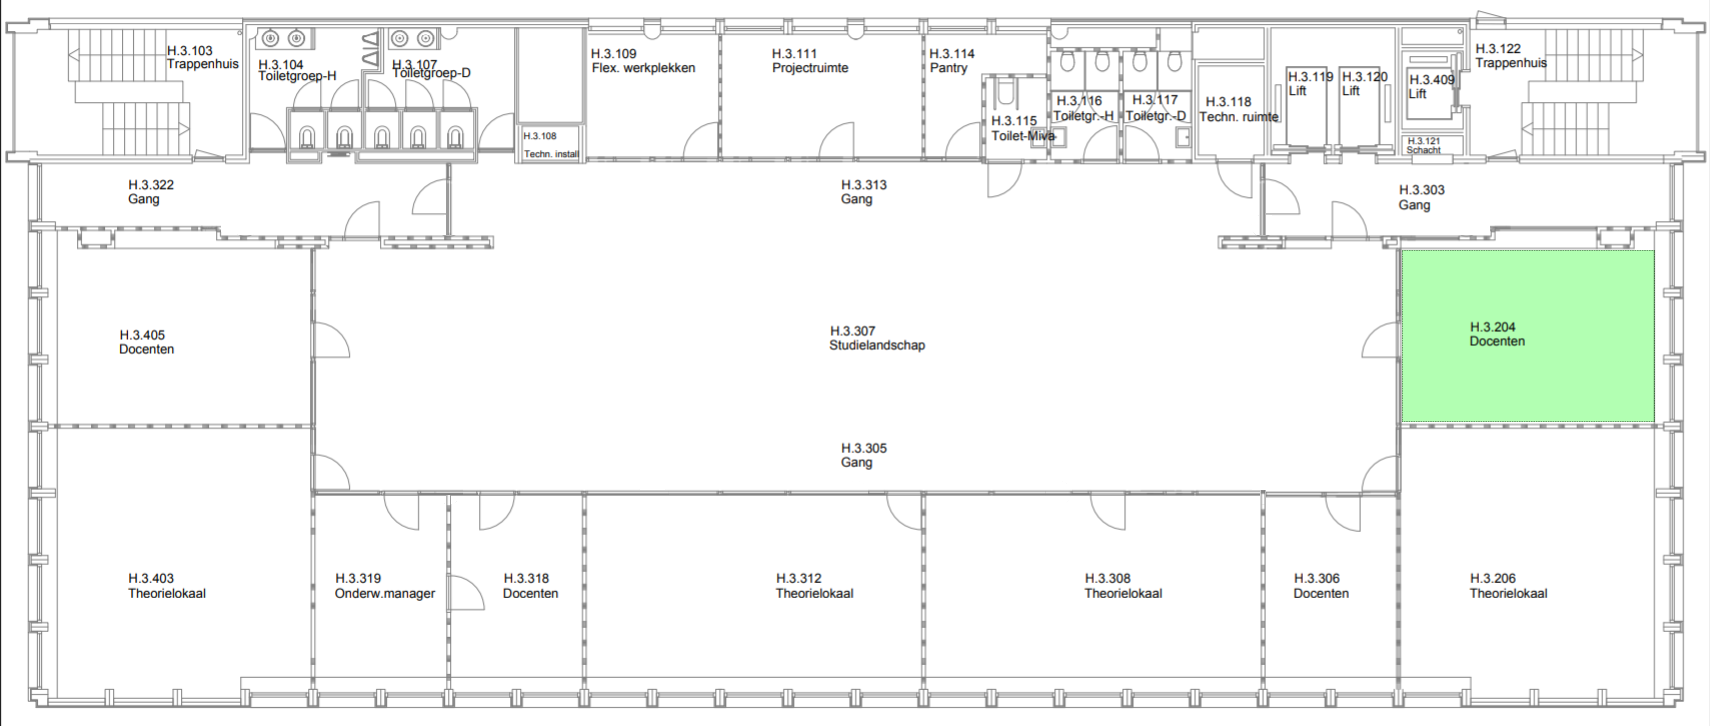 H.3.103
Trappenhuis
H.3.104
Toiletgroep-H
H.3.107
Toiletgroep-D
H.3.108
Techn. install
H.3.109
Flex. werkplekken
H.3.111
Projectruimte
H.3.114
Pantry
H.3.115
Toilet-Miva
H.3.116
Toiletgr.-H
H.3.117
Toiletgr.-D
H.3.118
Techn. ruimte
H.3.119
Lift
H.3.120
Lift
H.3.409
Lift
H.3.121
Schacht
H.3.122
Trappenhuis
H.3.322
Gang
H.3.313
Gang
H.3.303
Gang
H.3.405
Docenten
H.3.307
Studielandschap
H.3.204
Docenten
H.3.305
Gang
H.3.403
Theorielokaal
H.3.319
Onderw.manager
H.3.318
Docenten
H.3.312
Theorielokaal
H.3.308
Theorielokaal
H.3.306
Docenten
H.3.206
Theorielokaal